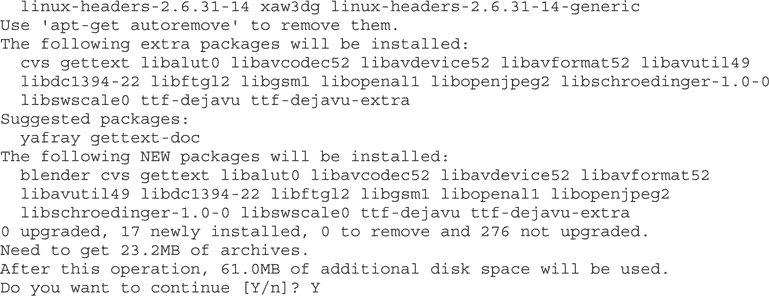 linux-headers-2.6.31-14 xaw3dg linux-headers-2.6.31-14-generic
Use 'apt-get autoremove' to remove them.
The following extra packages will be installed:
cvs gettext libalut0 libavcodec52 libavdevice52 libavformat52 libavutil49
libdc1394-22 libftgl2 libgsm1 libopenal1 libopenjpeg2 libschroedinger-1.0-0
libswscale0 ttf-dejavu ttf-dejavu-extra
Suggested packages:
yafray gettext-doc
The following NEW packages will be installed:
blender cvs gettext libalut0 libavcodec52 libavdevice52 libavformat52
libavutil49 libdc1394-22 libftgl2 libgsm1 libopenal1 libopenjpeg2
libschroedinger-1.0-0 libswscale0 ttf-dejavu ttf-dejavu-extra
0 upgraded, 17 newly installed, 0 to remove and 276 not upgraded.
Need to get 23.2MB of archives.
After this operation, 61.0MB of additional disk space will be used.
Do you want to continue [Y/n]? Y